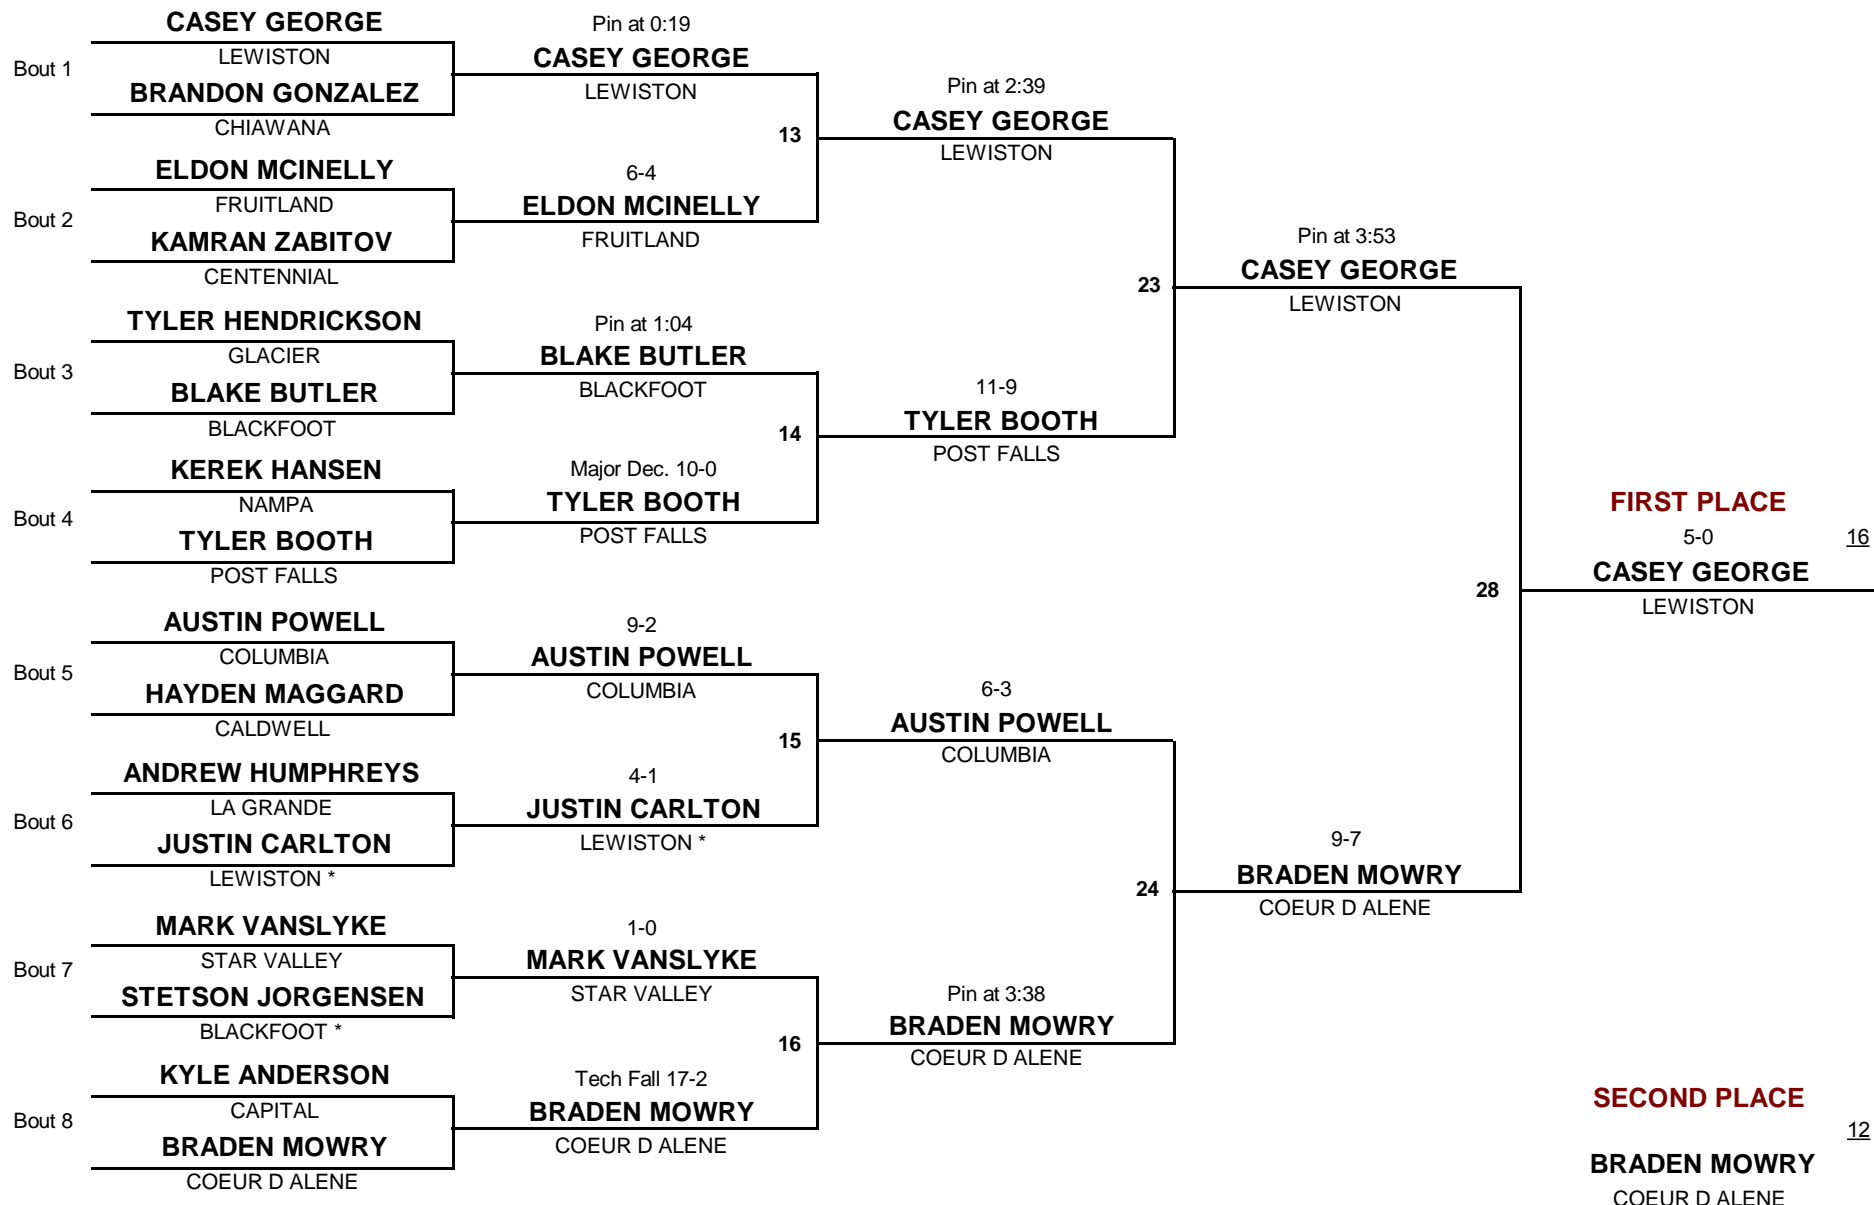 CASEY GEORGE
Bout 1
LEWISTON
BRANDON GONZALEZ
CHIAWANA
ELDON MCINELLY
Bout 2
FRUITLAND
KAMRAN ZABITOV
CENTENNIAL
TYLER HENDRICKSON
Bout 3
GLACIER
BLAKE BUTLER
BLACKFOOT
KEREK HANSEN
Bout 4
NAMPA
TYLER BOOTH
POST FALLS
AUSTIN POWELL
Bout 5
COLUMBIA
HAYDEN MAGGARD
CALDWELL
ANDREW HUMPHREYS
Bout 6
LA GRANDE
JUSTIN CARLTON
LEWISTON *
MARK VANSLYKE
Bout 7
STAR VALLEY
STETSON JORGENSEN
BLACKFOOT *
KYLE ANDERSON
Bout 8
CAPITAL
BRADEN MOWRY
COEUR D ALENE
Pin at 0:19
CASEY GEORGE
LEWISTON
13
6-4
ELDON MCINELLY
FRUITLAND
Pin at 1:04
BLAKE BUTLER
BLACKFOOT
14
Major Dec. 10-0
TYLER BOOTH
POST FALLS
9-2
AUSTIN POWELL
COLUMBIA
15
4-1
JUSTIN CARLTON
LEWISTON *
1-0
MARK VANSLYKE
STAR VALLEY
16
Tech Fall 17-2
BRADEN MOWRY
COEUR D ALENE
Pin at 2:39
CASEY GEORGE
LEWISTON
23
11-9
TYLER BOOTH
POST FALLS
6-3
AUSTIN POWELL
COLUMBIA
24
Pin at 3:38
BRADEN MOWRY
COEUR D ALENE
Pin at 3:53
CASEY GEORGE
LEWISTON
28
9-7
BRADEN MOWRY
COEUR D ALENE
FIRST PLACE
5-0
16
CASEY GEORGE
LEWISTON
SECOND PLACE
12
BRADEN MOWRY
COEUR D ALENE